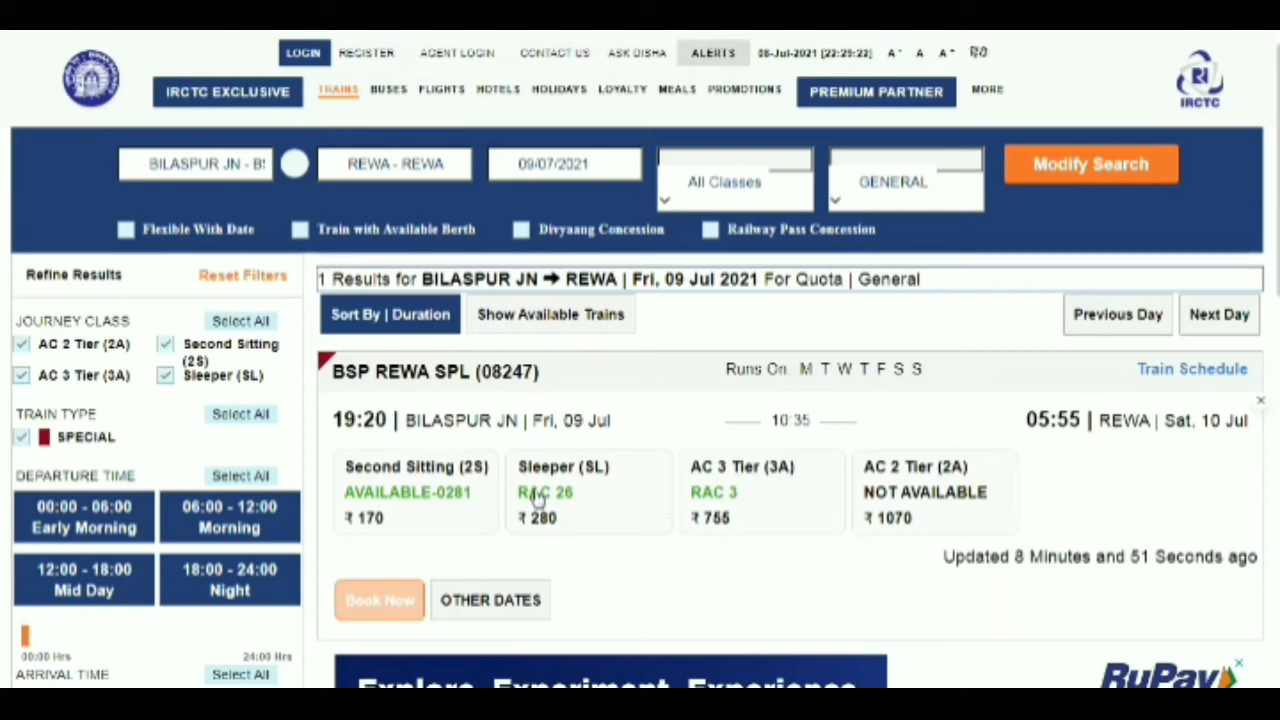 LOGIN REGISTER AGENT LOGIN CONTACT US ASK DISHA ALERTS 08-Jul-2021 [22:29:22] A- A A+ हिंदी
IRCTC EXCLUSIVE TRAINS BUSES FLIGHTS HOTELS HOLIDAYS LOYALTY MEALS PROMOTIONS PREMIUM PARTNER MORE
IRCTC
BILASPUR JN - B REWA - REWA 09/07/2021 All Classes GENERAL Modify Search
Flexible With Date Train with Available Berth Divyaang Concession Railway Pass Concession
Refine Results Reset Filters
1 Results for BILASPUR JN ➔ REWA | Fri, 09 Jul 2021 For Quota | General
Sort By | Duration Show Available Trains Previous Day Next Day
JOURNEY CLASS Select All
AC 2 Tier (2A) Second Sitting (2S)
AC 3 Tier (3A) Sleeper (SL)
TRAIN TYPE Select All
SPECIAL
DEPARTURE TIME Select All
00:00 - 06:00 06:00 - 12:00
Early Morning Morning
12:00 - 18:00 18:00 - 24:00
Mid Day Night
00:00 Hrs 24:00 Hrs
ARRIVAL TIME Select All
BSP REWA SPL (08247) Runs On: M T W T F S S Train Schedule
19:20 | BILASPUR JN | Fri, 09 Jul 10:35 05:55 | REWA | Sat, 10 Jul
Second Sitting (2S) Sleeper (SL) AC 3 Tier (3A) AC 2 Tier (2A)
AVAILABLE-0281 RAC 26 RAC 3 NOT AVAILABLE
₹ 170 ₹ 280 ₹ 755 ₹ 1070
Updated 8 Minutes and 51 Seconds ago
Book Now OTHER DATES
Explore. Experiment. Experience.
RuPay